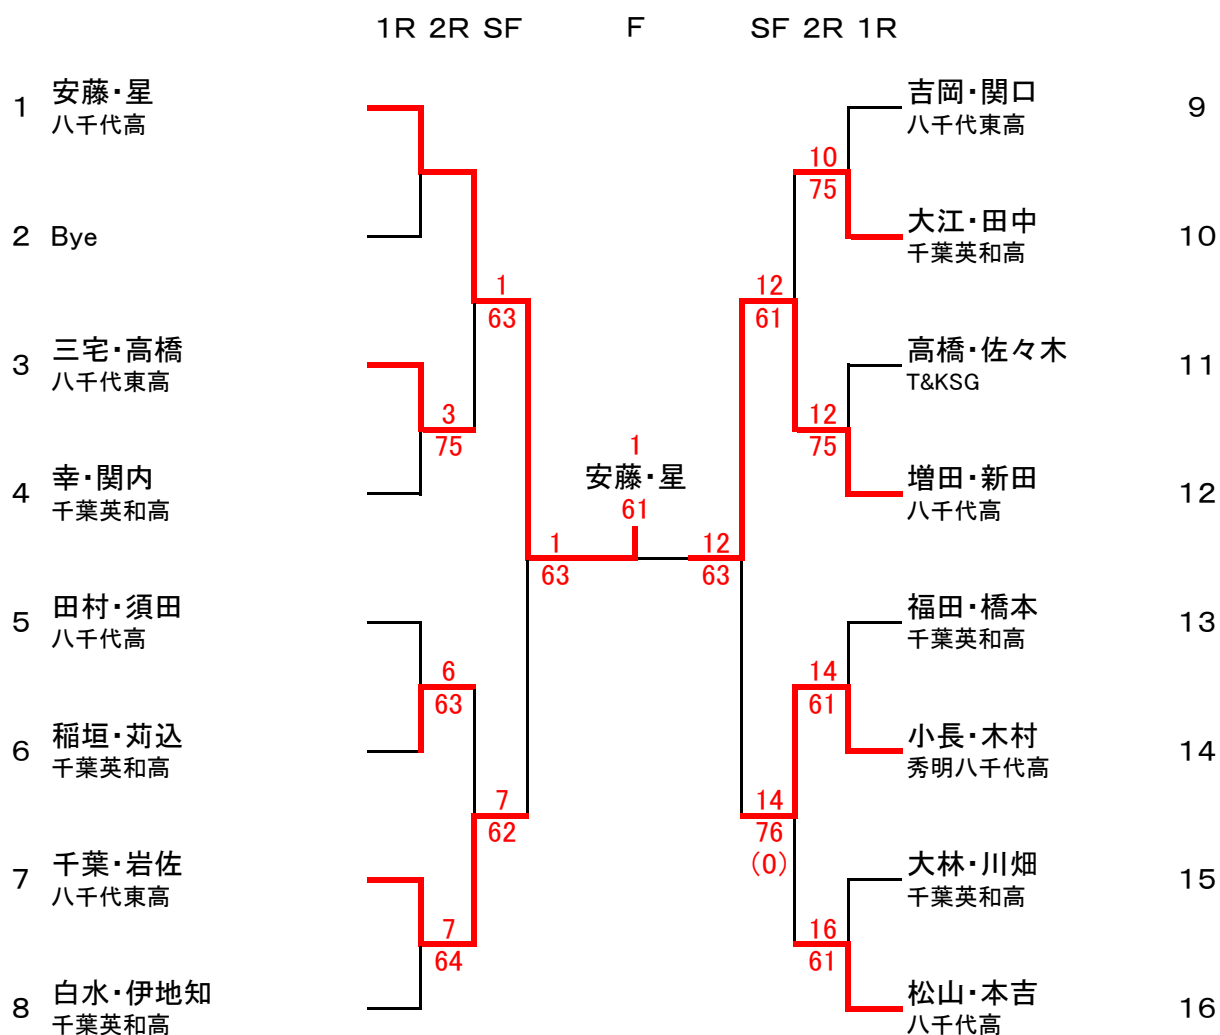 1R 2R SF F SF 2R 1R
1 安藤・星
八千代高
2 Bye
3 三宅・高橋
八千代東高
4 幸・関内
千葉英和高
5 田村・須田
八千代高
6 稲垣・苅込
千葉英和高
7 千葉・岩佐
八千代東高
8 白水・伊地知
千葉英和高
3
75
6
63
7
64
1
63
7
62
1
63
1
安藤・星
61
12
63
12
61
14
76
(0)
10
75
12
75
14
61
16
61
吉岡・関口 9
八千代東高
大江・田中 10
千葉英和高
高橋・佐々木 11
T&KSG
増田・新田 12
八千代高
福田・橋本 13
千葉英和高
小長・木村 14
秀明八千代高
大林・川畑 15
千葉英和高
松山・本吉 16
八千代高